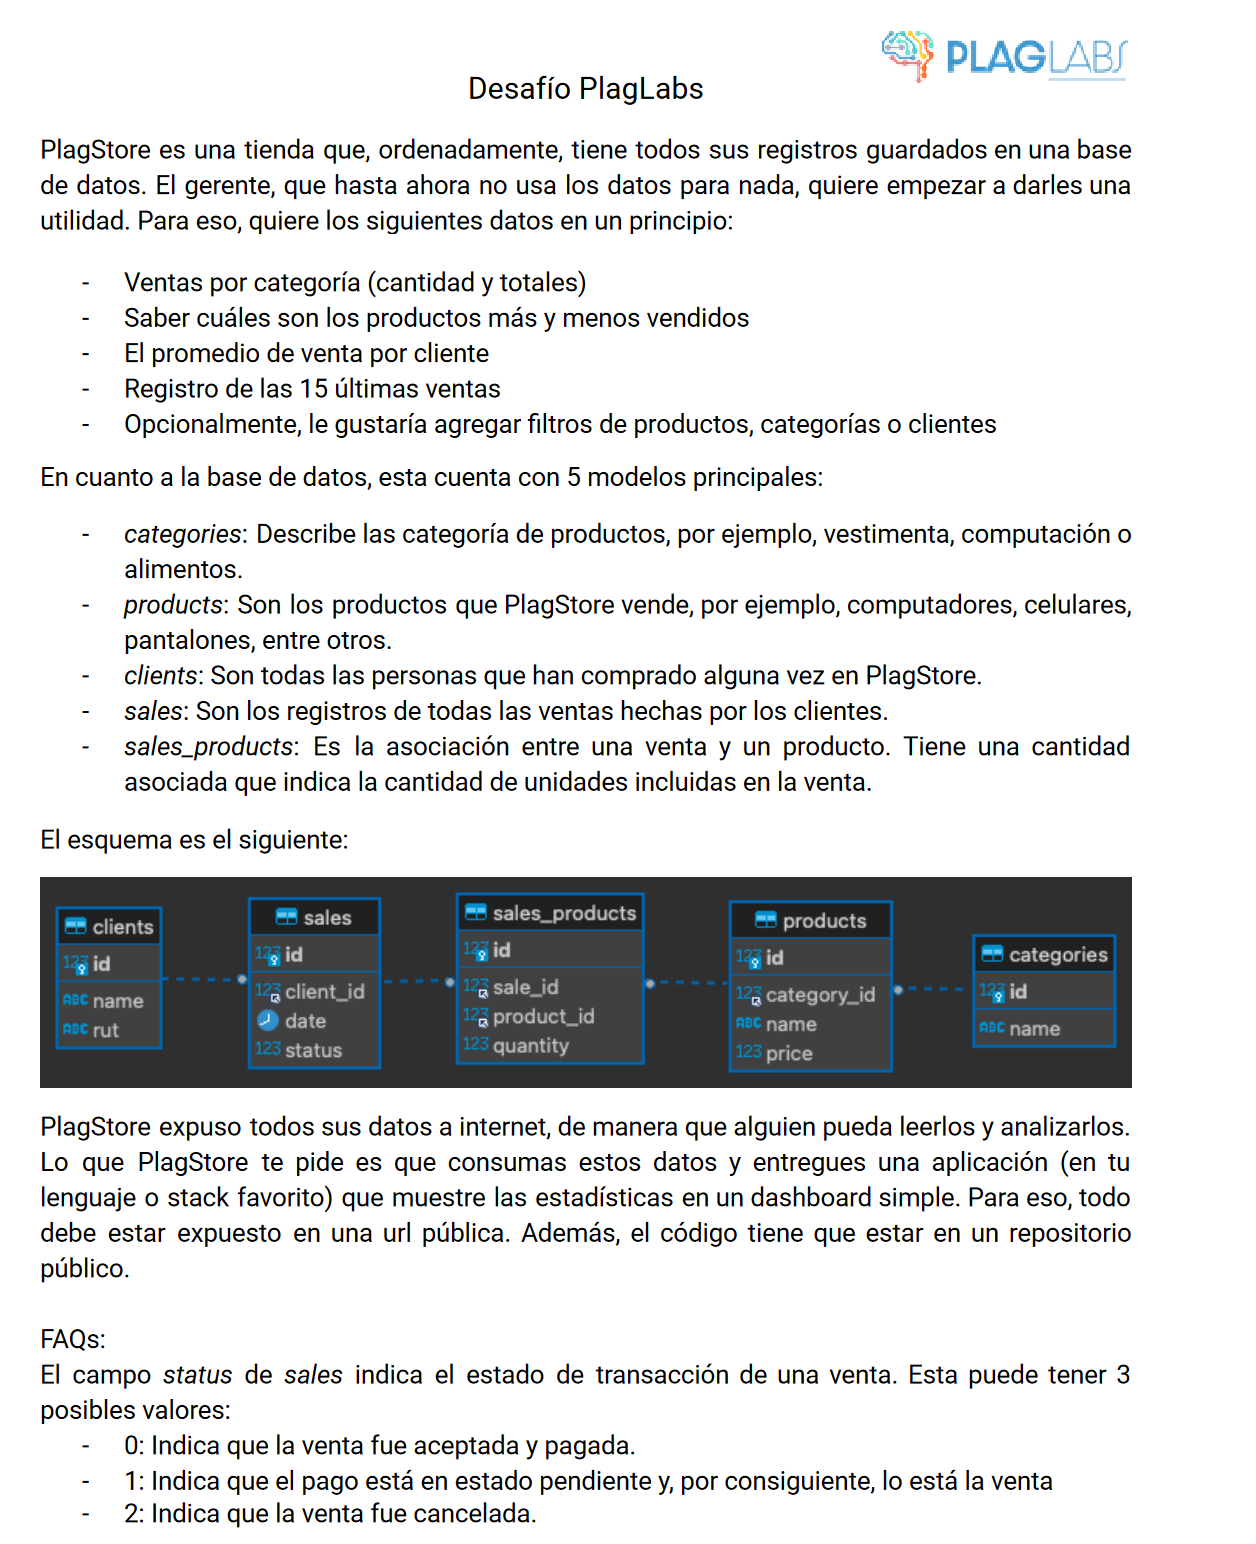 PLAGLABS
Desafío PlagLabs
PlagStore es una tienda que, ordenadamente, tiene todos sus registros guardados en una base
de datos. El gerente, que hasta ahora no usa los datos para nada, quiere empezar a darles una
utilidad. Para eso, quiere los siguientes datos en un principio:
- Ventas por categoría (cantidad y totales)
- Saber cuáles son los productos más y menos vendidos
- El promedio de venta por cliente
- Registro de las 15 últimas ventas
- Opcionalmente, le gustaría agregar filtros de productos, categorías o clientes
En cuanto a la base de datos, esta cuenta con 5 modelos principales:
- categories: Describe las categoría de productos, por ejemplo, vestimenta, computación o
alimentos.
- products: Son los productos que PlagStore vende, por ejemplo, computadores, celulares,
pantalones, entre otros.
- clients: Son todas las personas que han comprado alguna vez en PlagStore.
- sales: Son los registros de todas las ventas hechas por los clientes.
- sales_products: Es la asociación entre una venta y un producto. Tiene una cantidad
asociada que indica la cantidad de unidades incluidas en la venta.
El esquema es el siguiente:
clients
123 id
ABC name
ABC rut
sales
123 id
123 client_id
date
123 status
sales_products
123 id
123 sale_id
123 product_id
123 quantity
products
123 id
123 category_id
ABC name
123 price
categories
123 id
ABC name
PlagStore expuso todos sus datos a internet, de manera que alguien pueda leerlos y analizarlos.
Lo que PlagStore te pide es que consumas estos datos y entregues una aplicación (en tu
lenguaje o stack favorito) que muestre las estadísticas en un dashboard simple. Para eso, todo
debe estar expuesto en una url pública. Además, el código tiene que estar en un repositorio
público.
FAQs:
El campo status de sales indica el estado de transacción de una venta. Esta puede tener 3
posibles valores:
- 0: Indica que la venta fue aceptada y pagada.
- 1: Indica que el pago está en estado pendiente y, por consiguiente, lo está la venta
- 2: Indica que la venta fue cancelada.